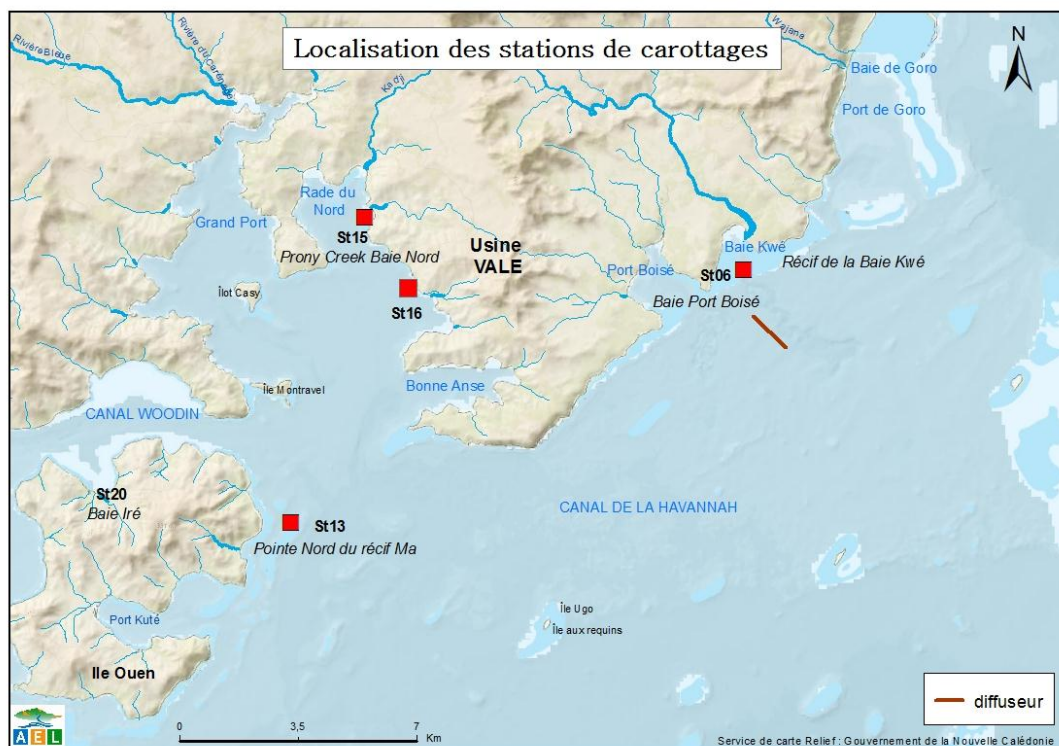 Localisation des stations de carottages
N
Rivière Bleue
Rivière du Carénage
Kadji
Wajana
Baie de Goro
Port de Goro
Rade du
Nord
Grand Port
St15
Prony Creek Baie Nord
Usine
VALE
Baie Kwé
Récif de la Baie Kwé
Port Boisé
St06
Baie Port Boisé
Îlot Casy
St16
Île Montravel
Bonne Anse
CANAL WOODIN
St20
Baie Iré
St13
Pointe Nord du récif Ma
CANAL DE LA HAVANNAH
Port Kuté
Île Ugo
Île aux requins
Ile Ouen
diffuseur
0
3,5
7
Km
AEL
Service de carte Relief : Gouvernement de la Nouvelle Calédonie